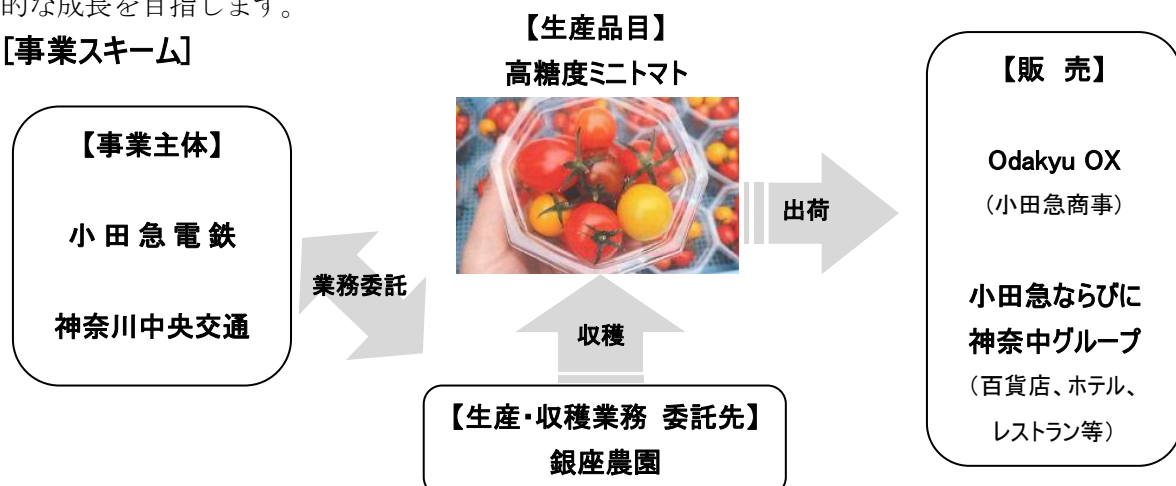 的な成長を目指します。
[事業スキーム]
【事業主体】
小田急電鉄
神奈川中央交通
業務委託
【生産品目】
高糖度ミニトマト
収穫
【生産・収穫業務 委託先】
銀座農園
出荷
【販 売】
Odakyu OX
(小田急商事)
小田急ならびに
神奈中グループ
(百貨店、ホテル、
レストラン等)